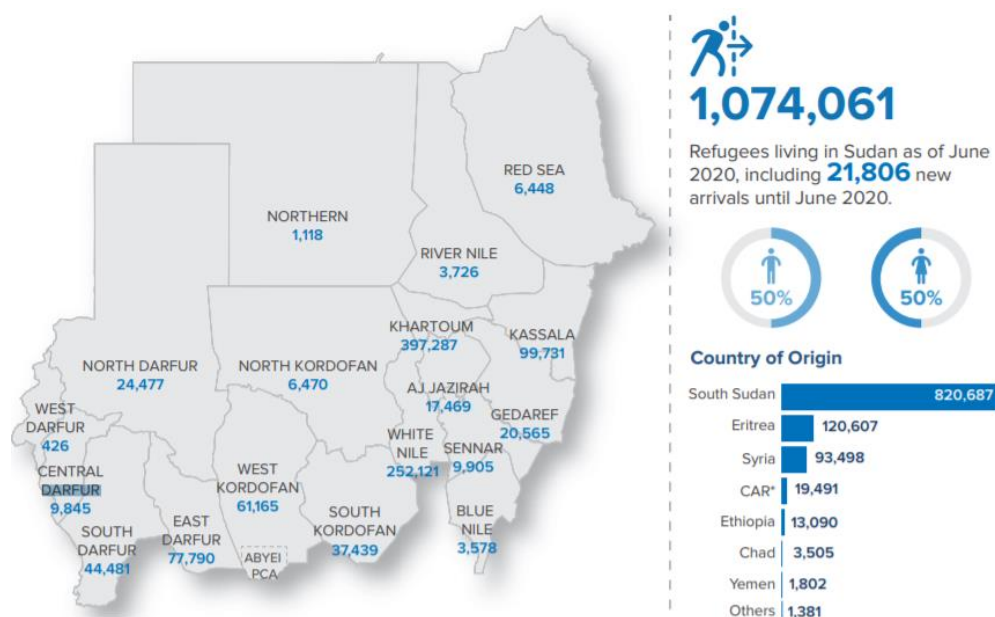 RED SEA
6,448
NORTHERN
1,118
RIVER NILE
3,726
KHARTOUM
397,287
KASSALA
99,731
NORTH DARFUR
24,477
NORTH KORDOFAN
6,470
AJ JAZIRAH
17,469
GEDAREF
20,565
WEST
DARFUR
426
WHITE
NILE
252,121
SENNAR
9,905
CENTRAL
DARFUR
9,845
WEST
KORDOFAN
61,165
BLUE
NILE
3,578
SOUTH
DARFUR
44,481
EAST
DARFUR
77,790
SOUTH
KORDOFAN
37,439
ABYEI
PCA
1,074,061
Refugees living in Sudan as of June
2020, including 21,806 new
arrivals until June 2020.
50%
50%
Country of Origin
South Sudan 820,687
Eritrea 120,607
Syria 93,498
CAR* 19,491
Ethiopia 13,090
Chad 3,505
Yemen 1,802
Others 1,381